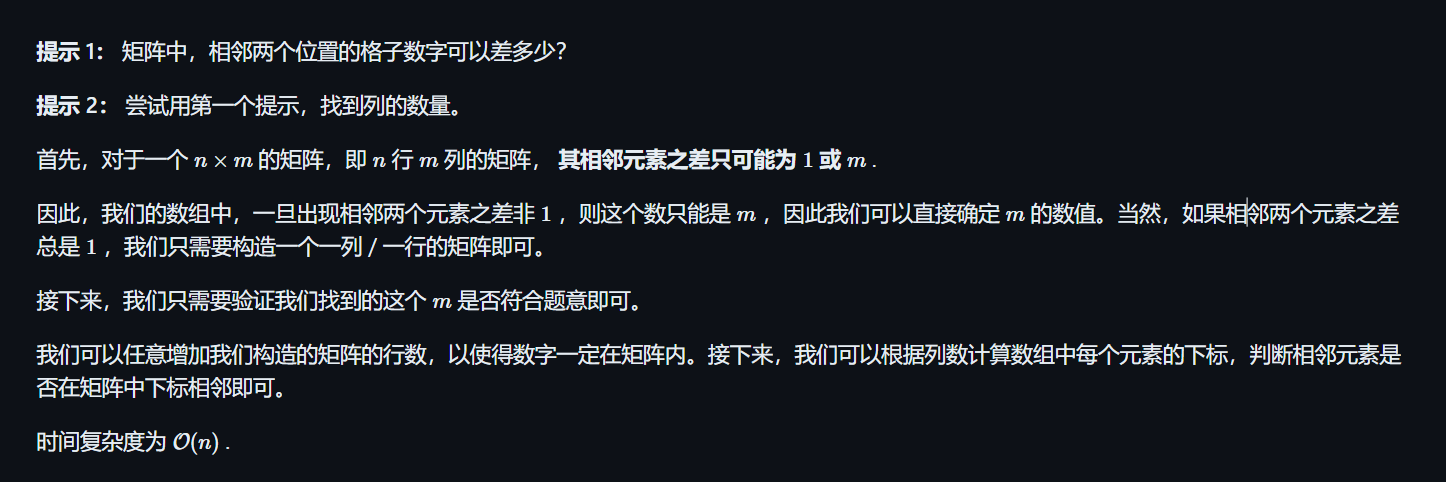 提示 1： 矩阵中，相邻两个位置的格子数字可以差多少？
提示 2： 尝试用第一个提示，找到列的数量。
首先，对于一个 n × m 的矩阵，即 n 行 m 列的矩阵， 其相邻元素之差只可能为 1 或 m .
因此，我们的数组中，一旦出现相邻两个元素之差非 1 ，则这个数只能是 m ，因此我们可以直接确定 m 的数值。当然，如果相邻两个元素之差
总是 1 ，我们只需要构造一个一列 / 一行的矩阵即可。
接下来，我们只需要验证我们找到的这个 m 是否符合题意即可。
我们可以任意增加我们构造的矩阵的行数，以使得数字一定在矩阵内。接下来，我们可以根据列数计算数组中每个元素的下标，判断相邻元素是
否在矩阵中下标相邻即可。
时间复杂度为 𝒪(n) .